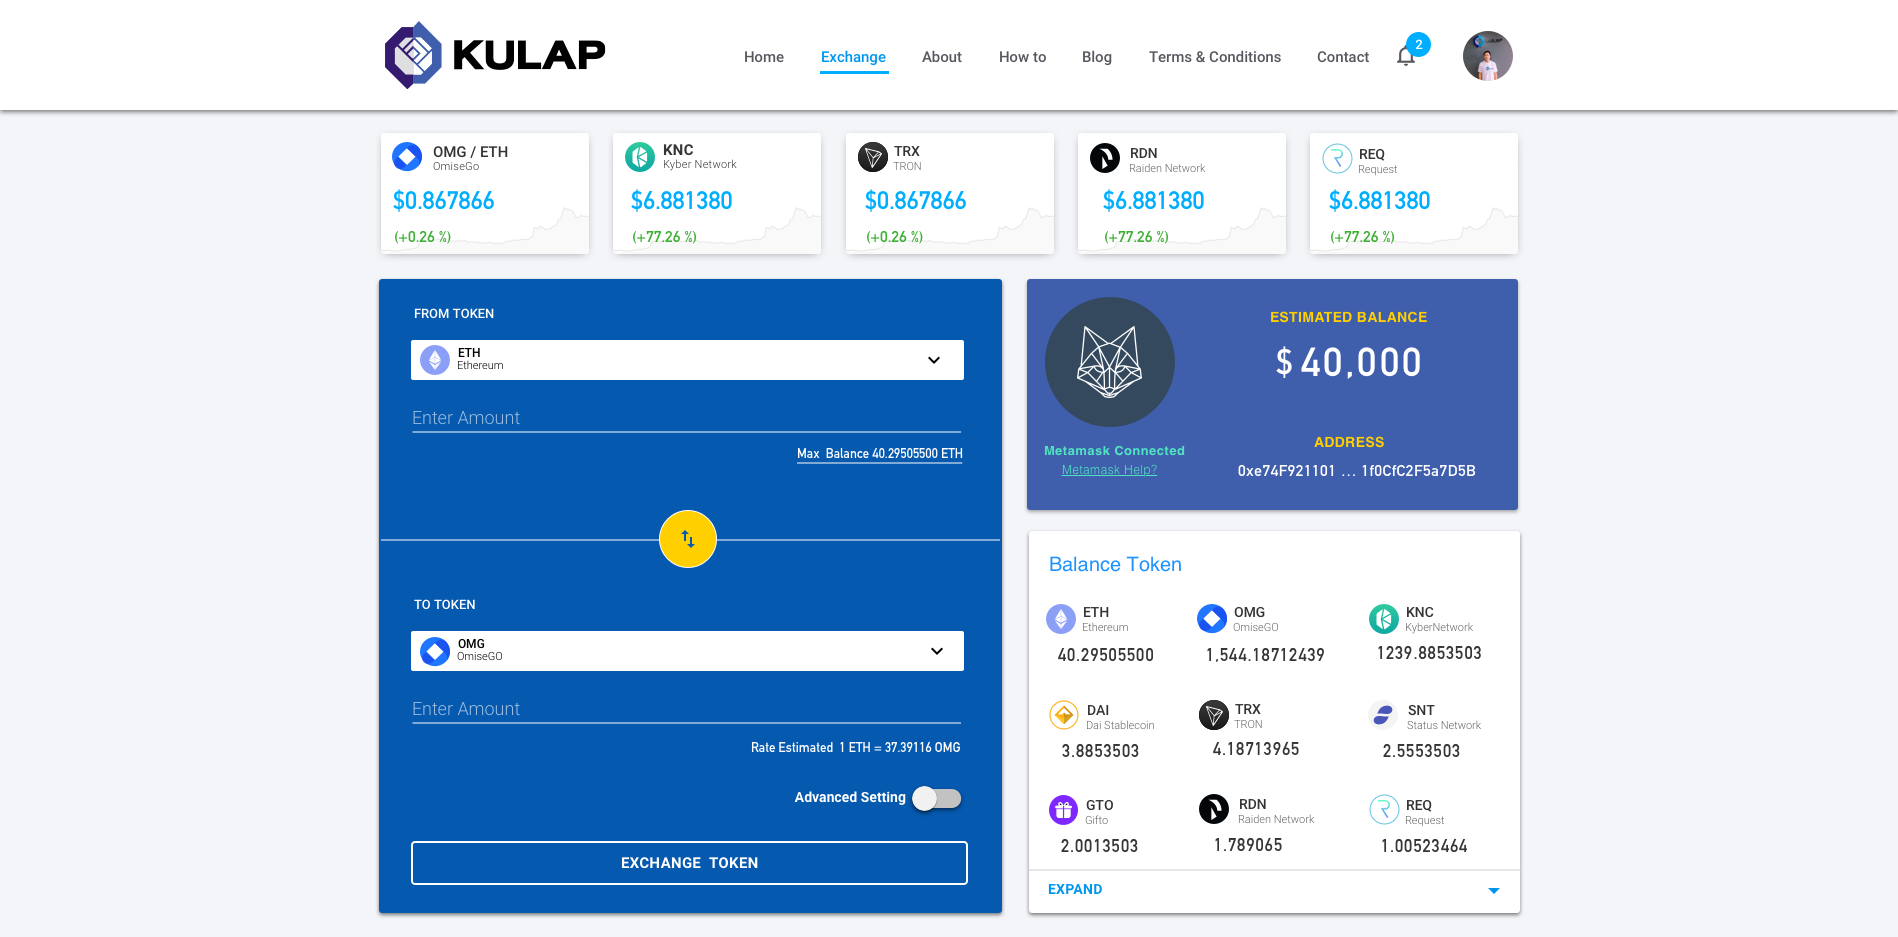 KULAP
Home Exchange About How to Blog Terms & Conditions Contact 2
OMG / ETH
OmiseGo
$0.867866
(+0.26 %)
KNC
Kyber Network
$6.881380
(+77.26 %)
TRX
TRON
$0.867866
(+0.26 %)
RDN
Raiden Network
$6.881380
(+77.26 %)
REQ
Request
$6.881380
(+77.26 %)
FROM TOKEN
ETH
Ethereum
Enter Amount
Max Balance 40.29505500 ETH
TO TOKEN
OMG
OmiseGO
Enter Amount
Rate Estimated 1 ETH = 37.39116 OMG
Advanced Setting
EXCHANGE TOKEN
Metamask Connected
Metamask Help?
ESTIMATED BALANCE
$ 40,000
ADDRESS
0xe74F921101 ... 1f0CfC2F5a7D5B
Balance Token
ETH
Ethereum
40.29505500
OMG
OmiseGO
1,544.18712439
KNC
KyberNetwork
1239.8853503
DAI
Dai Stablecoin
3.8853503
TRX
TRON
4.18713965
SNT
Status Network
2.5553503
GTO
Gifto
2.0013503
RDN
Raiden Network
1.789065
REQ
Request
1.00523464
EXPAND